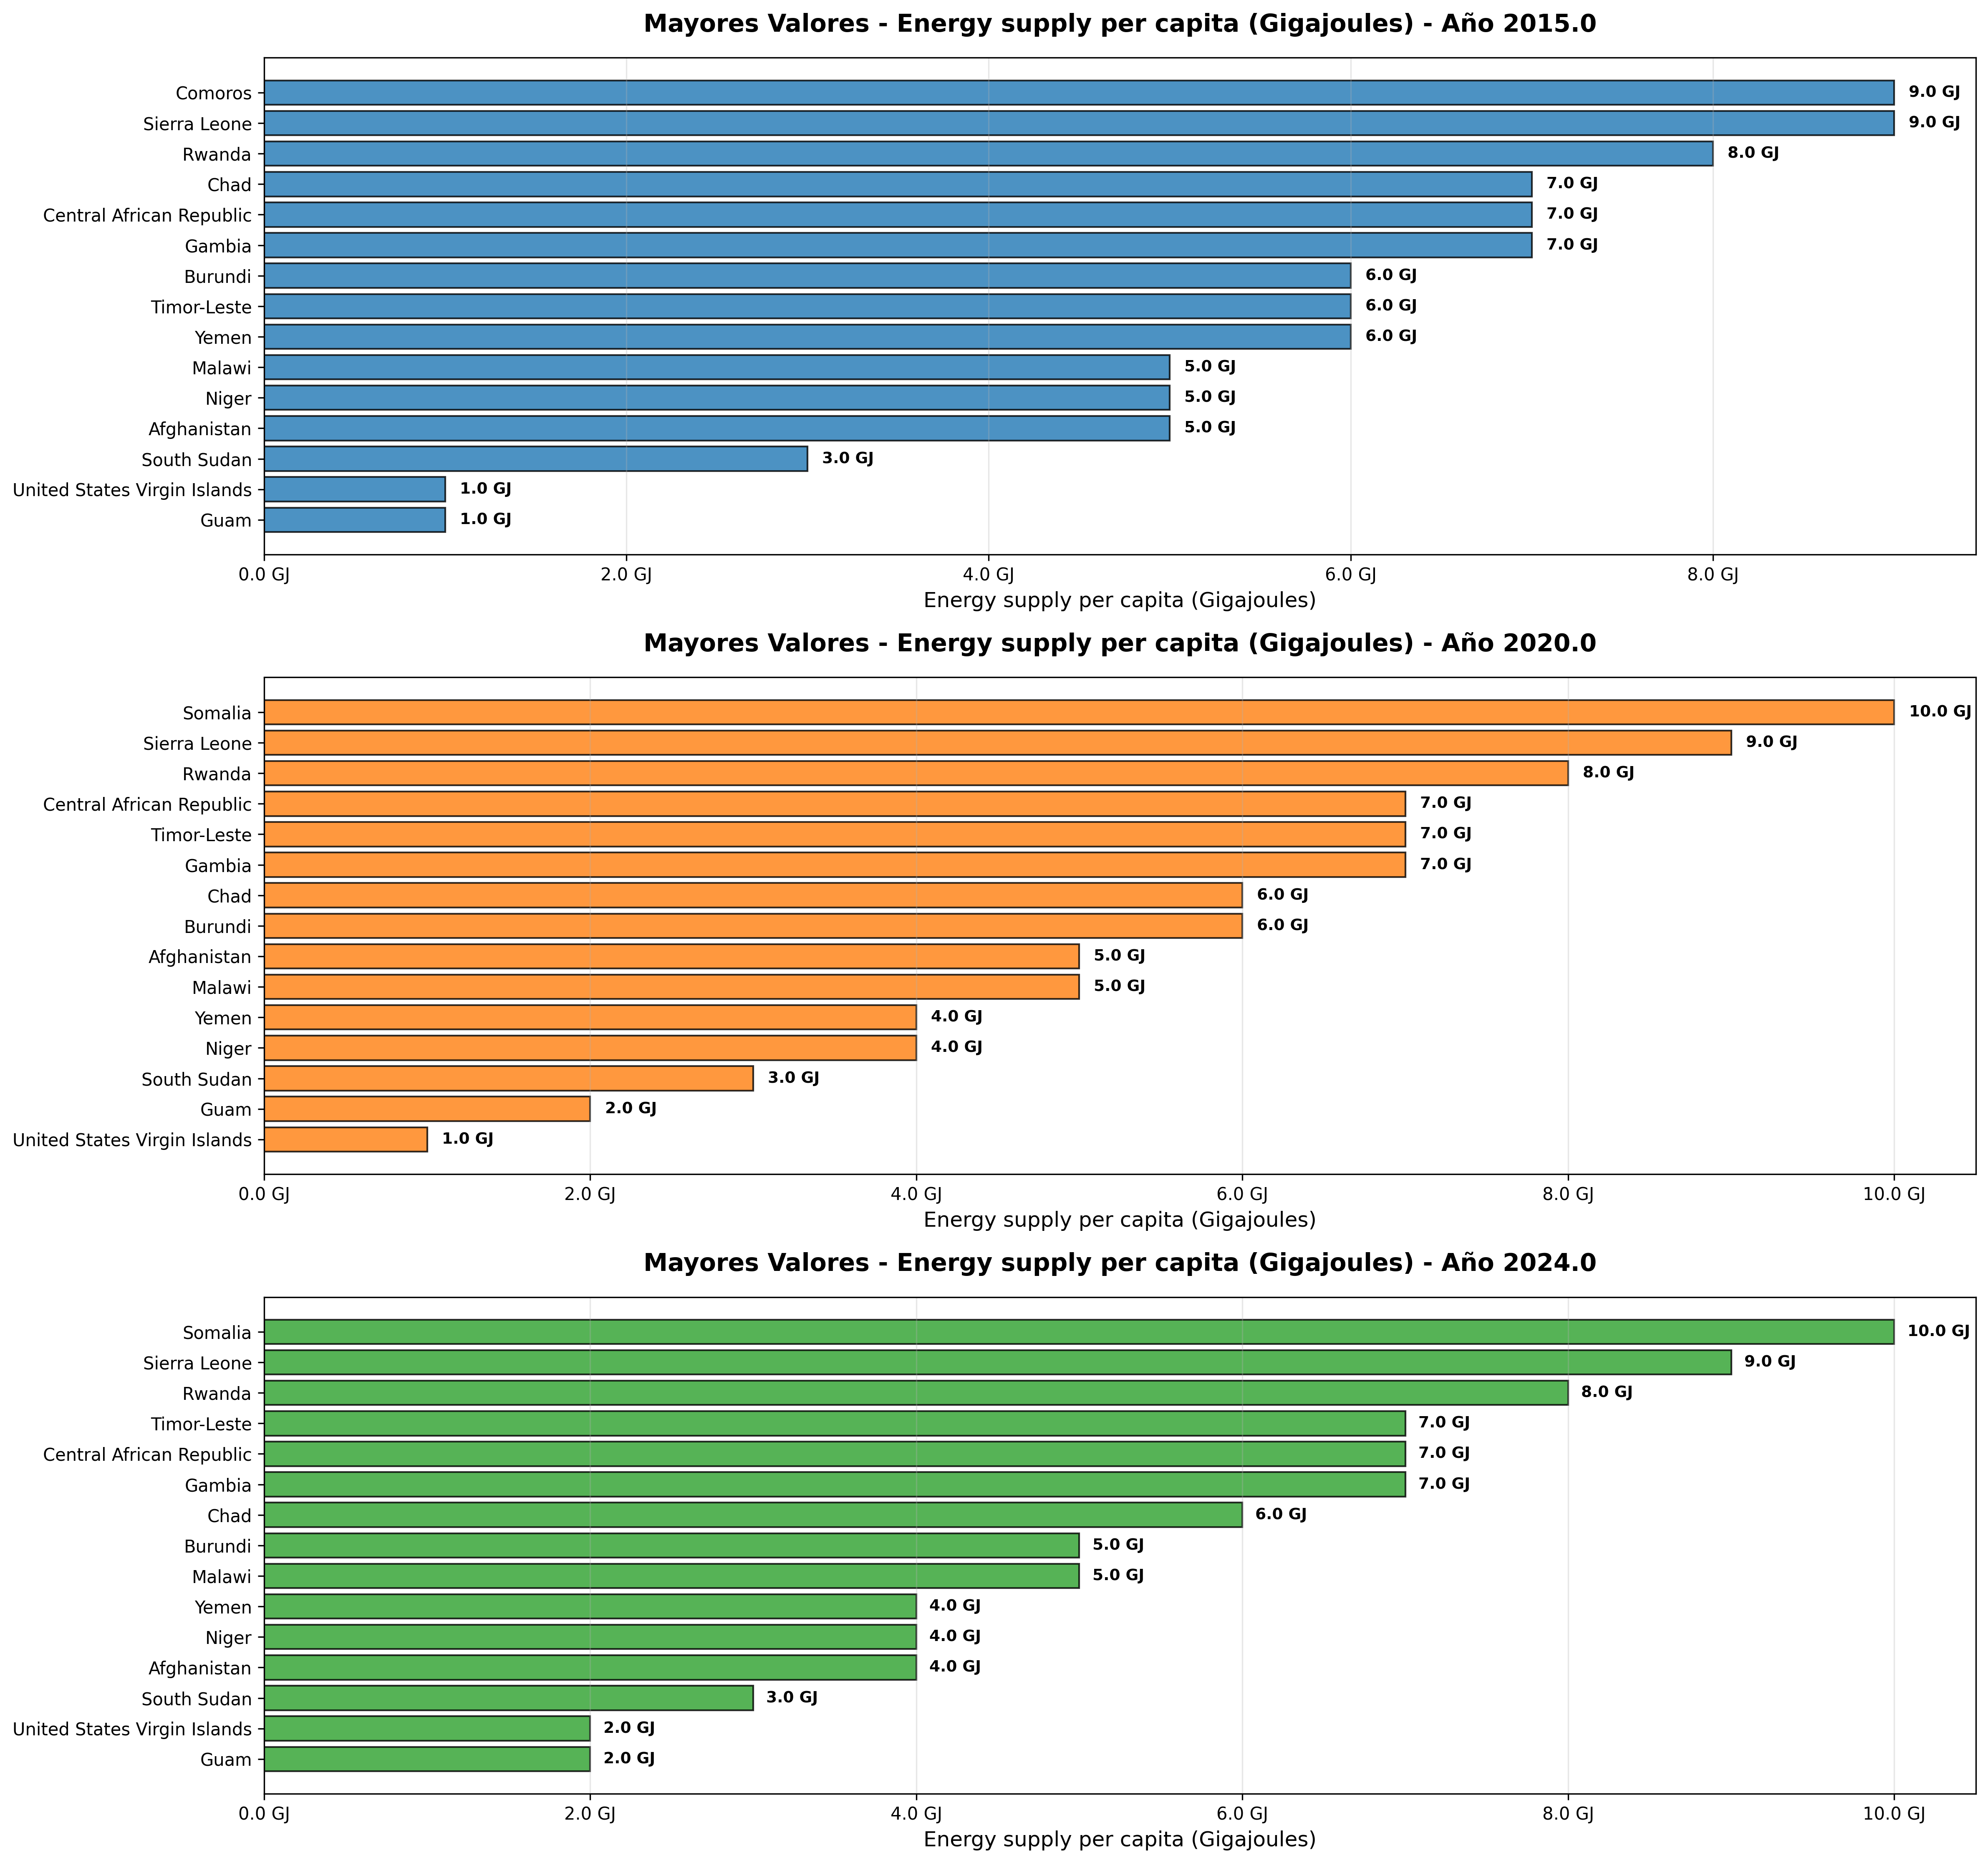 Mayores Valores - Energy supply per capita (Gigajoules) - Año 2015.0
Comoros 9.0 GJ
Sierra Leone 9.0 GJ
Rwanda 8.0 GJ
Chad 7.0 GJ
Central African Republic 7.0 GJ
Gambia 7.0 GJ
Burundi 6.0 GJ
Timor-Leste 6.0 GJ
Yemen 6.0 GJ
Malawi 5.0 GJ
Niger 5.0 GJ
Afghanistan 5.0 GJ
South Sudan 3.0 GJ
United States Virgin Islands 1.0 GJ
Guam 1.0 GJ
0.0 GJ 2.0 GJ 4.0 GJ 6.0 GJ 8.0 GJ
Energy supply per capita (Gigajoules)
Mayores Valores - Energy supply per capita (Gigajoules) - Año 2020.0
Somalia 10.0 GJ
Sierra Leone 9.0 GJ
Rwanda 8.0 GJ
Central African Republic 7.0 GJ
Timor-Leste 7.0 GJ
Gambia 7.0 GJ
Chad 6.0 GJ
Burundi 6.0 GJ
Afghanistan 5.0 GJ
Malawi 5.0 GJ
Yemen 4.0 GJ
Niger 4.0 GJ
South Sudan 3.0 GJ
Guam 2.0 GJ
United States Virgin Islands 1.0 GJ
0.0 GJ 2.0 GJ 4.0 GJ 6.0 GJ 8.0 GJ 10.0 GJ
Energy supply per capita (Gigajoules)
Mayores Valores - Energy supply per capita (Gigajoules) - Año 2024.0
Somalia 10.0 GJ
Sierra Leone 9.0 GJ
Rwanda 8.0 GJ
Timor-Leste 7.0 GJ
Central African Republic 7.0 GJ
Gambia 7.0 GJ
Chad 6.0 GJ
Burundi 5.0 GJ
Malawi 5.0 GJ
Yemen 4.0 GJ
Niger 4.0 GJ
Afghanistan 4.0 GJ
South Sudan 3.0 GJ
United States Virgin Islands 2.0 GJ
Guam 2.0 GJ
0.0 GJ 2.0 GJ 4.0 GJ 6.0 GJ 8.0 GJ 10.0 GJ
Energy supply per capita (Gigajoules)